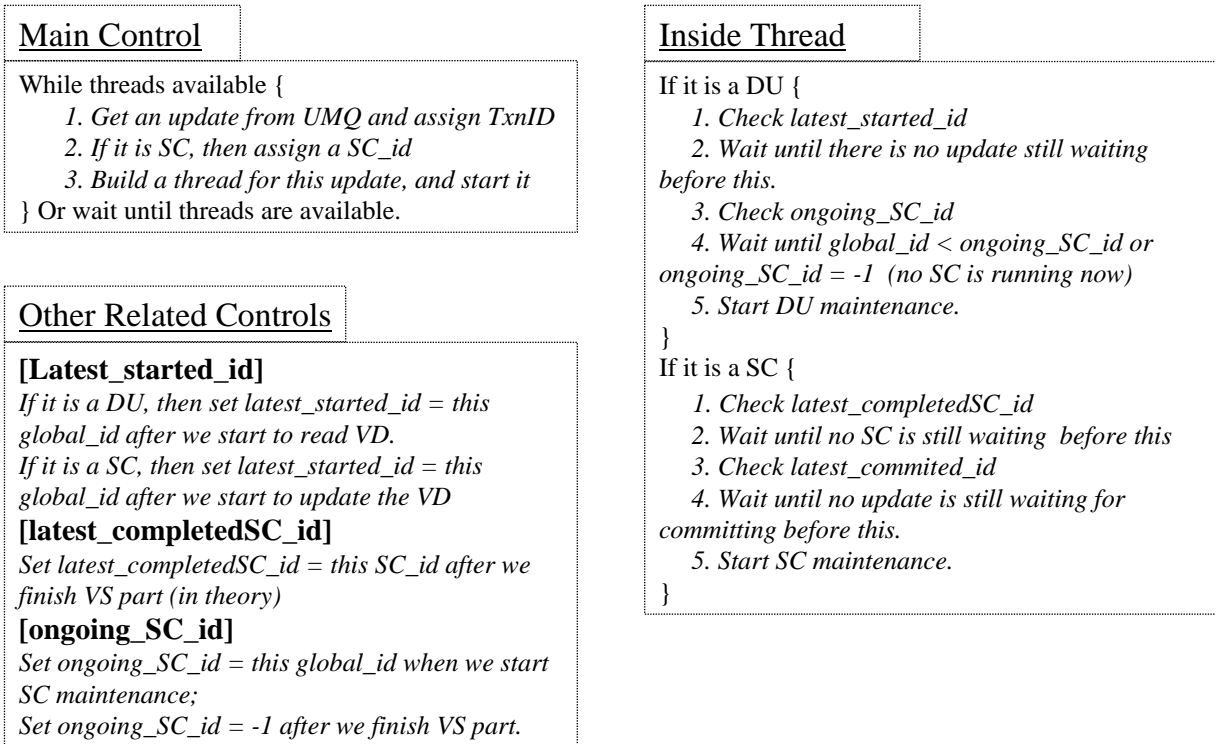 Main Control
While threads available {
1. Get an update from UMQ and assign TxnID
2. If it is SC, then assign a SC_id
3. Build a thread for this update, and start it
} Or wait until threads are available.
Other Related Controls
[Latest_started_id]
If it is a DU, then set latest_started_id = this
global_id after we start to read VD.
If it is a SC, then set latest_started_id = this
global_id after we start to update the VD
[latest_completedSC_id]
Set latest_completedSC_id = this SC_id after we
finish VS part (in theory)
[ongoing_SC_id]
Set ongoing_SC_id = this global_id when we start
SC maintenance;
Set ongoing_SC_id = -1 after we finish VS part.
Inside Thread
If it is a DU {
1. Check latest_started_id
2. Wait until there is no update still waiting
before this.
3. Check ongoing_SC_id
4. Wait until global_id < ongoing_SC_id or
ongoing_SC_id = -1 (no SC is running now)
5. Start DU maintenance.
}
If it is a SC {
1. Check latest_completedSC_id
2. Wait until no SC is still waiting before this
3. Check latest_commited_id
4. Wait until no update is still waiting for
committing before this.
5. Start SC maintenance.
}